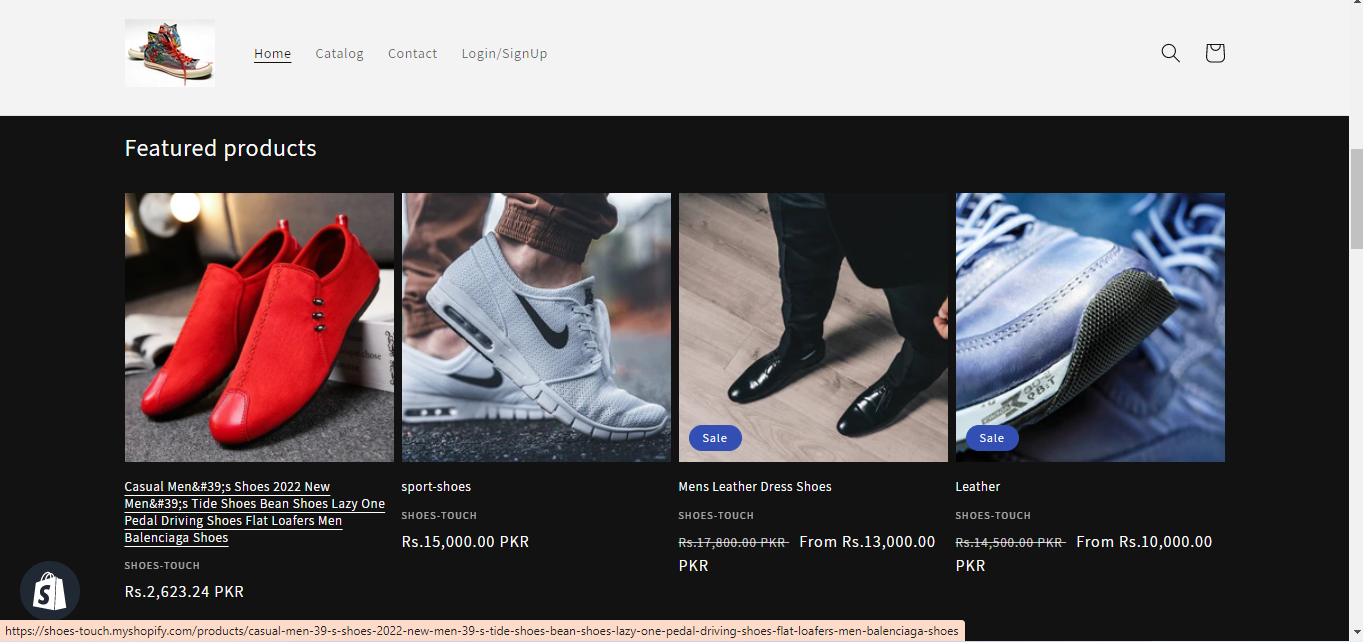 Home Catalog Contact Login/SignUp
Featured products
Sale
Sale
Casual Men&#39;s Shoes 2022 New
Men&#39;s Tide Shoes Bean Shoes Lazy One
Pedal Driving Shoes Flat Loafers Men
Balenciaga Shoes
SHOES-TOUCH
Rs.2,623.24 PKR
sport-shoes
SHOES-TOUCH
Rs.15,000.00 PKR
Mens Leather Dress Shoes
SHOES-TOUCH
Rs.17,800.00 PKR From Rs.13,000.00
PKR
Leather
SHOES-TOUCH
Rs.14,500.00 PKR From Rs.10,000.00
PKR
https://shoes-touch.myshopify.com/products/casual-men-39-s-shoes-2022-new-men-39-s-tide-shoes-bean-shoes-lazy-one-pedal-driving-shoes-flat-loafers-men-balenciaga-shoes